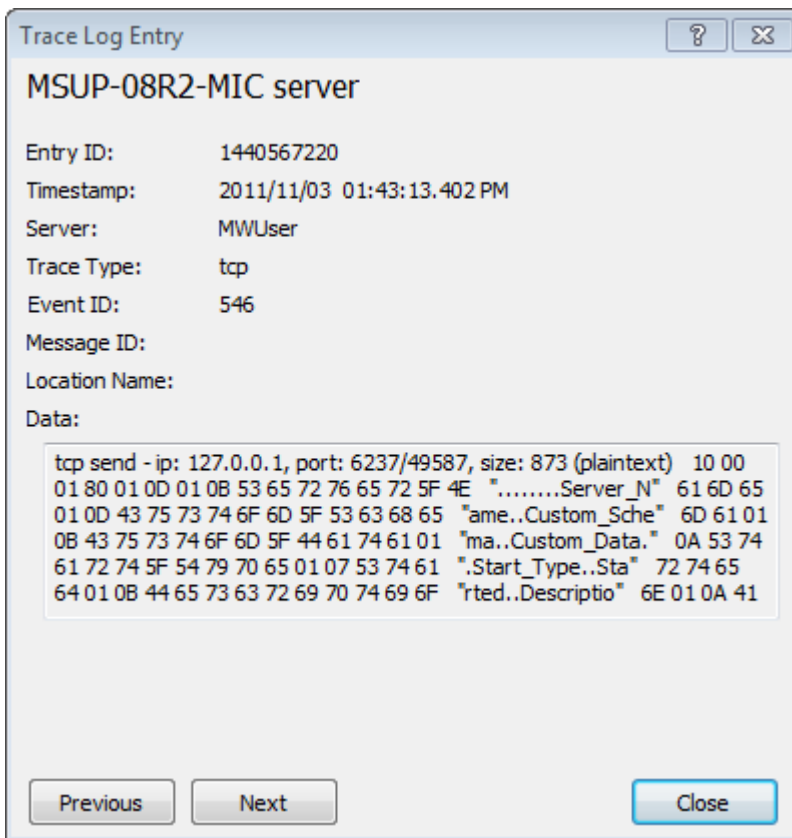 Trace Log Entry
MSUP-08R2-MIC server
Entry ID: 1440567220
Timestamp: 2011/11/03 01:43:13.402 PM
Server: MWUser
Trace Type: tcp
Event ID: 546
Message ID:
Location Name:
Data:
tcp send - ip: 127.0.0.1, port: 6237/49587, size: 873 (plaintext) 10 00
01 80 01 0D 01 0B 53 65 72 76 65 72 5F 4E "........Server_N" 61 6D 65
01 0D 43 75 73 74 6F 6D 5F 53 63 68 65 "ame..Custom_Sche" 6D 61 01
0B 43 75 73 74 6F 6D 5F 44 61 74 61 01 "ma..Custom_Data." 0A 53 74
61 72 74 5F 54 79 70 65 01 07 53 74 61 ".Start_Type..Sta" 72 74 65
64 01 0B 44 65 73 63 72 69 70 74 69 6F "rted..Descriptio" 6E 01 0A 41
Previous Next Close